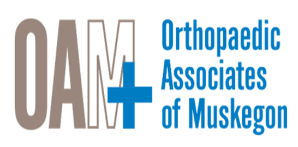 OAM
Orthopaedic
Associates
of Muskegon